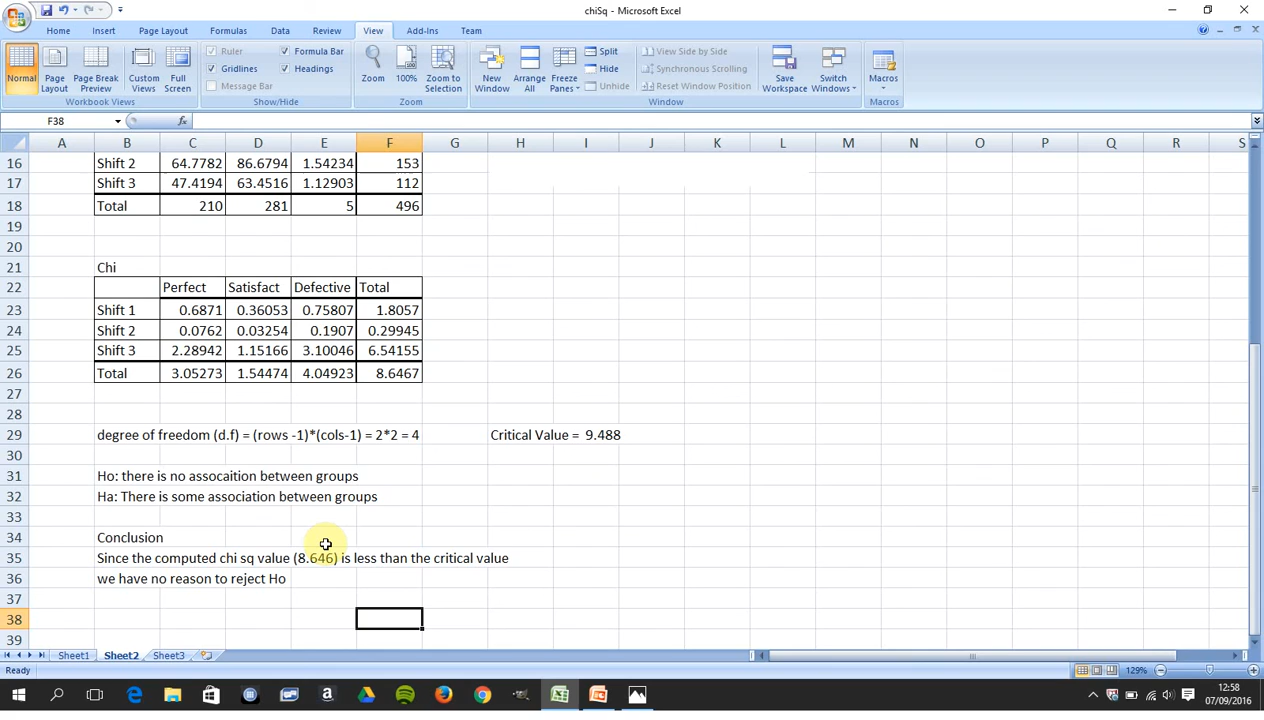 chiSq - Microsoft Excel
Home Insert Page Layout Formulas Data Review View Add-Ins Team
Ruler Formula Bar
Gridlines Headings
Message Bar
Normal Page Layout Page Break Preview Custom Views Full Screen
Workbook Views Show/Hide
Zoom 100% Zoom to Selection
Zoom
New Window Arrange All Freeze Panes
Split
Hide
Unhide
View Side by Side
Synchronous Scrolling
Reset Window Position
Save Workspace Switch Windows
Window
Macros
Macros
F38 fx
A B C D E F G H I J K L M N O P Q R S
16 Shift 2 64.7782 86.6794 1.54234 153
17 Shift 3 47.4194 63.4516 1.12903 112
18 Total 210 281 5 496
19
20
21 Chi
22 Perfect Satisfact Defective Total
23 Shift 1 0.6871 0.36053 0.75807 1.8057
24 Shift 2 0.0762 0.03254 0.1907 0.29945
25 Shift 3 2.28942 1.15166 3.10046 6.54155
26 Total 3.05273 1.54474 4.04923 8.6467
27
28
29 degree of freedom (d.f) = (rows -1)*(cols-1) = 2*2 = 4 Critical Value = 9.488
30
31 Ho: there is no assocaition between groups
32 Ha: There is some association between groups
33
34 Conclusion
35 Since the computed chi sq value (8.646) is less than the critical value
36 we have no reason to reject Ho
37
38
39
Sheet1 Sheet2 Sheet3
Ready 129%
12:58
07/09/2016